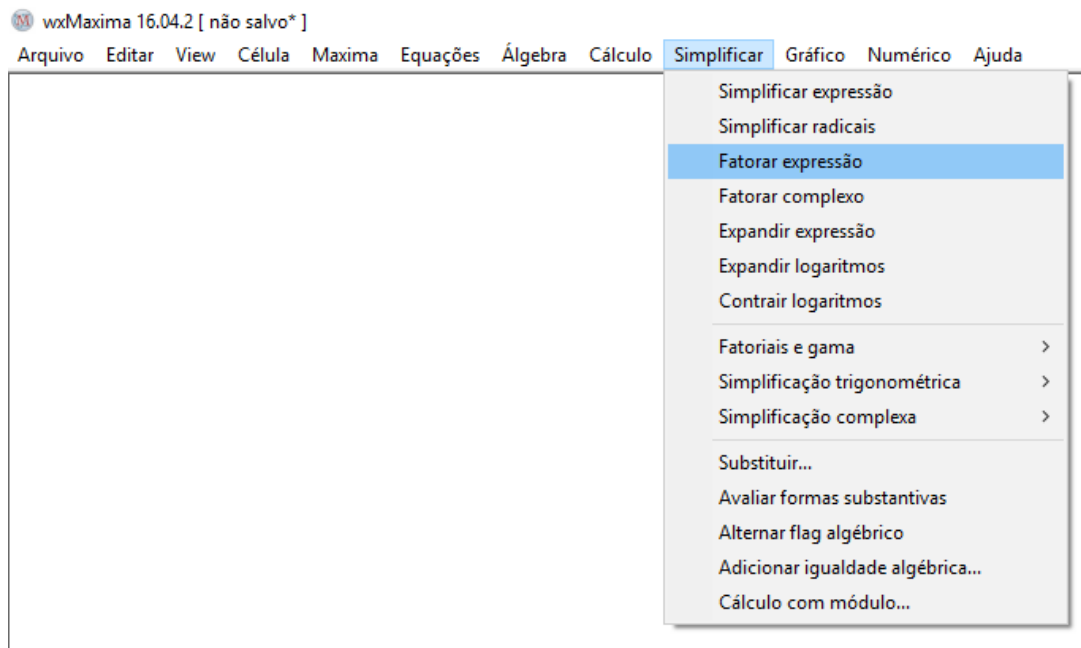 wxMaxima 16.04.2 [ não salvo* ]
Arquivo Editar View Célula Maxima Equações Álgebra Cálculo Simplificar Gráfico Numérico Ajuda
Simplificar expressão
Simplificar radicais
Fatorar expressão
Fatorar complexo
Expandir expressão
Expandir logaritmos
Contrair logaritmos
Fatoriais e gama
Simplificação trigonométrica
Simplificação complexa
Substituir...
Avaliar formas substantivas
Alternar flag algébrico
Adicionar igualdade algébrica...
Cálculo com módulo...